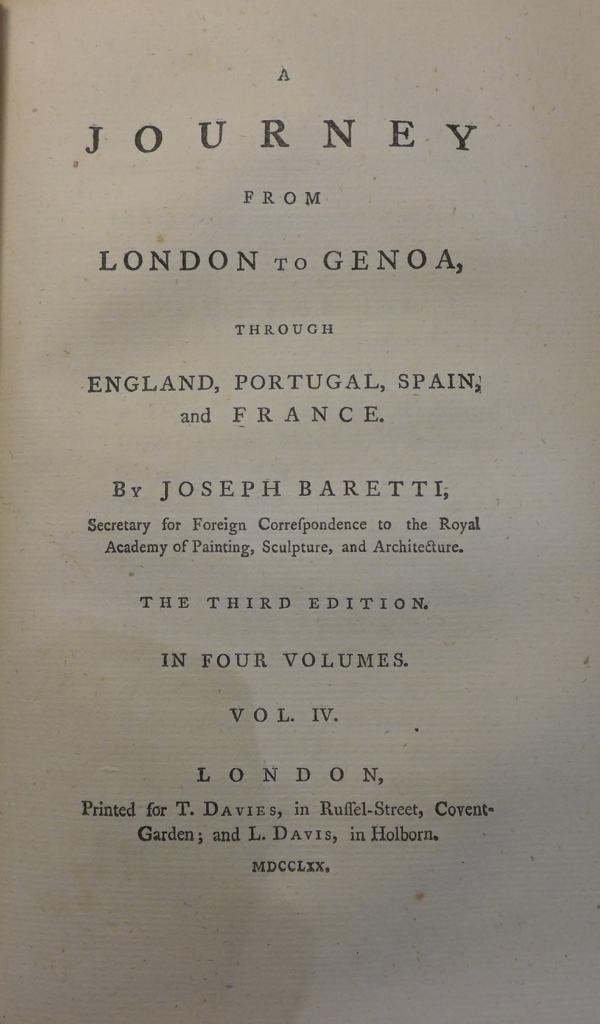 A
JOURNEY
FROM
LONDON TO GENOA,
THROUGH
ENGLAND, PORTUGAL, SPAIN,
and FRANCE.
By JOSEPH BARETTI,
Secretary for Foreign Correſpondence to the Royal
Academy of Painting, Sculpture, and Architecture.
THE THIRD EDITION.
IN FOUR VOLUMES.
VOL. IV.
LONDON,
Printed for T. DAVIES, in Ruſſel-Street, Covent-
Garden; and L. DAVIS, in Holborn.
MDCCLXX.